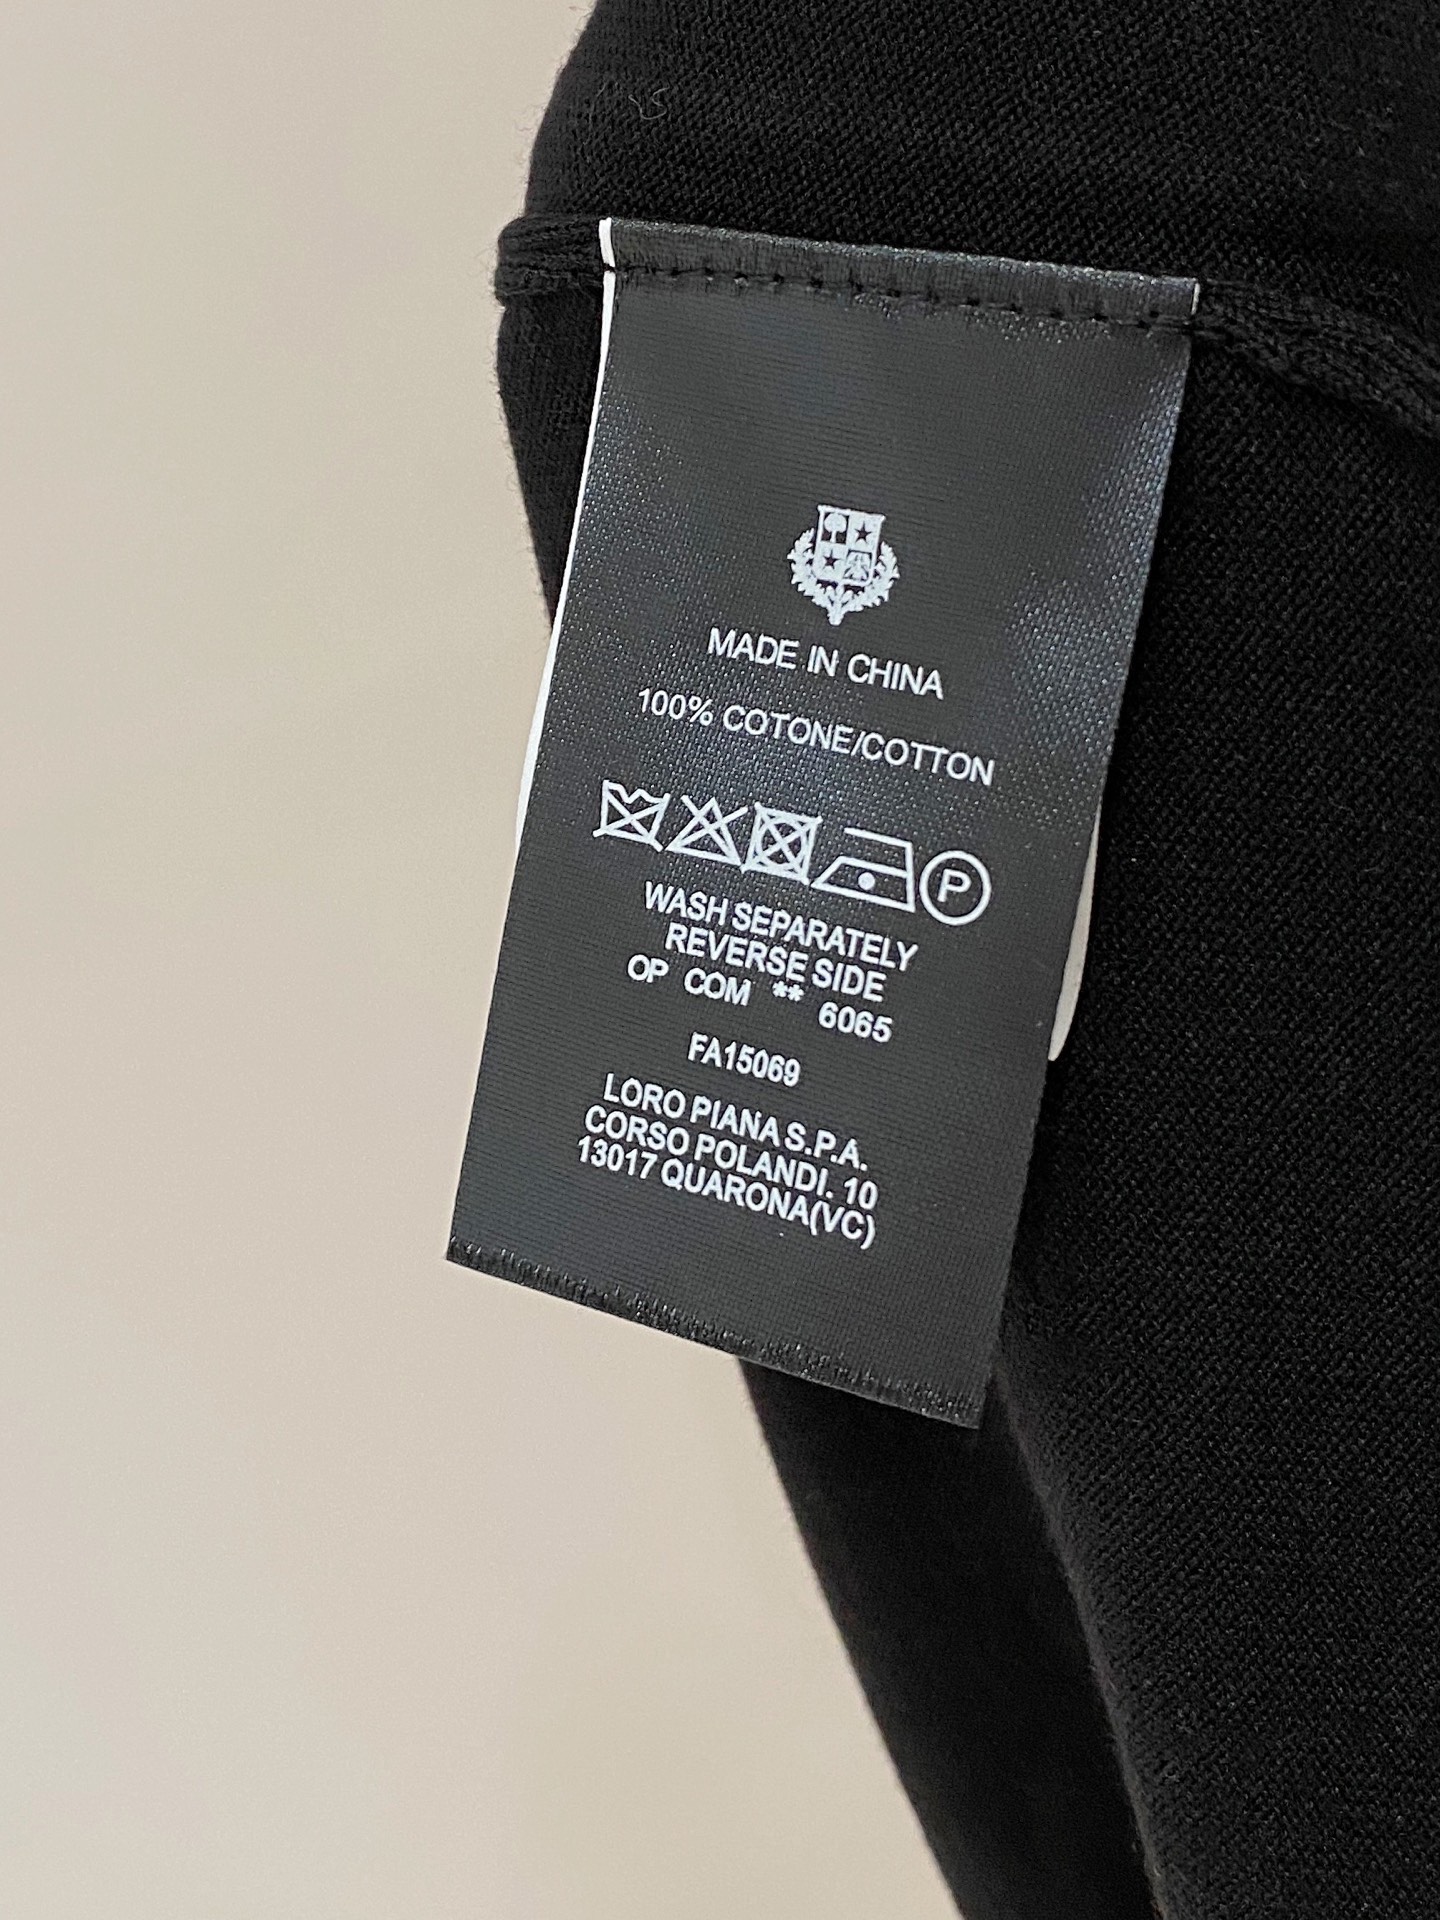 MADE IN CHINA
100% COTONE/COTTON
P
WASH SEPARATELY
REVERSE SIDE
OP COM ** 6065
FA15069
LORO PIANA S.P.A.
CORSO POLANDI. 10
13017 QUARONA(VC)